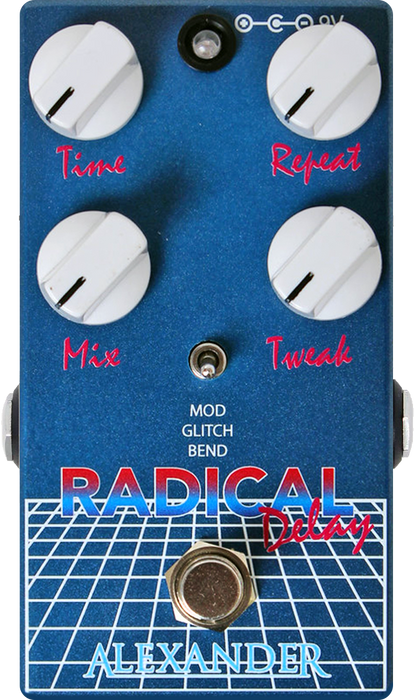 9V
Time
Repeat
Mix
Tweak
MOD
GLITCH
BEND
RADICAL
Delay
ALEXANDER